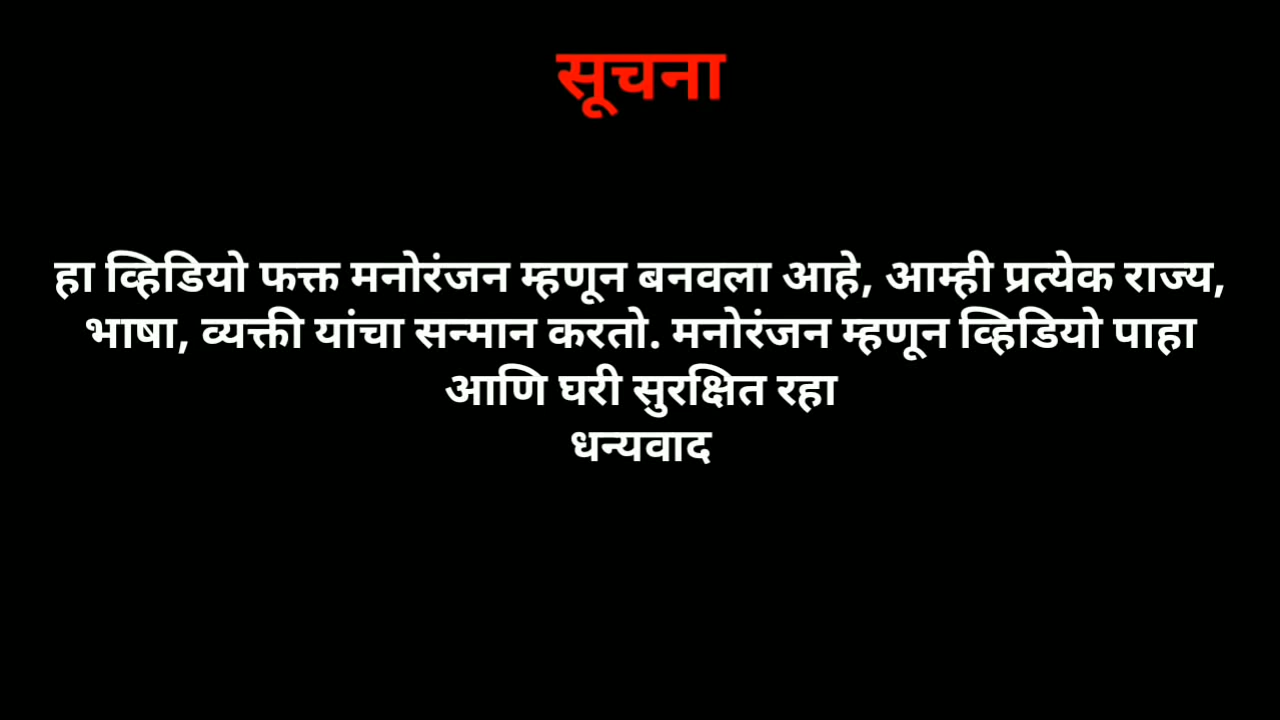 सूचना
हा व्हिडियो फक्त मनोरंजन म्हणून बनवला आहे, आम्ही प्रत्येक राज्य,
भाषा, व्यक्ती यांचा सन्मान करतो. मनोरंजन म्हणून व्हिडियो पाहा
आणि घरी सुरक्षित रहा
धन्यवाद